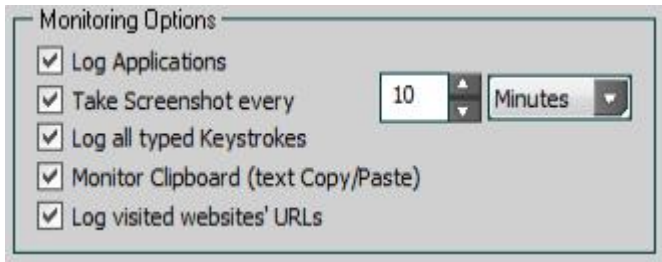 Monitoring Options
Log Applications
Take Screenshot every 10 Minutes
Log all typed Keystrokes
Monitor Clipboard (text Copy/Paste)
Log visited websites' URLs